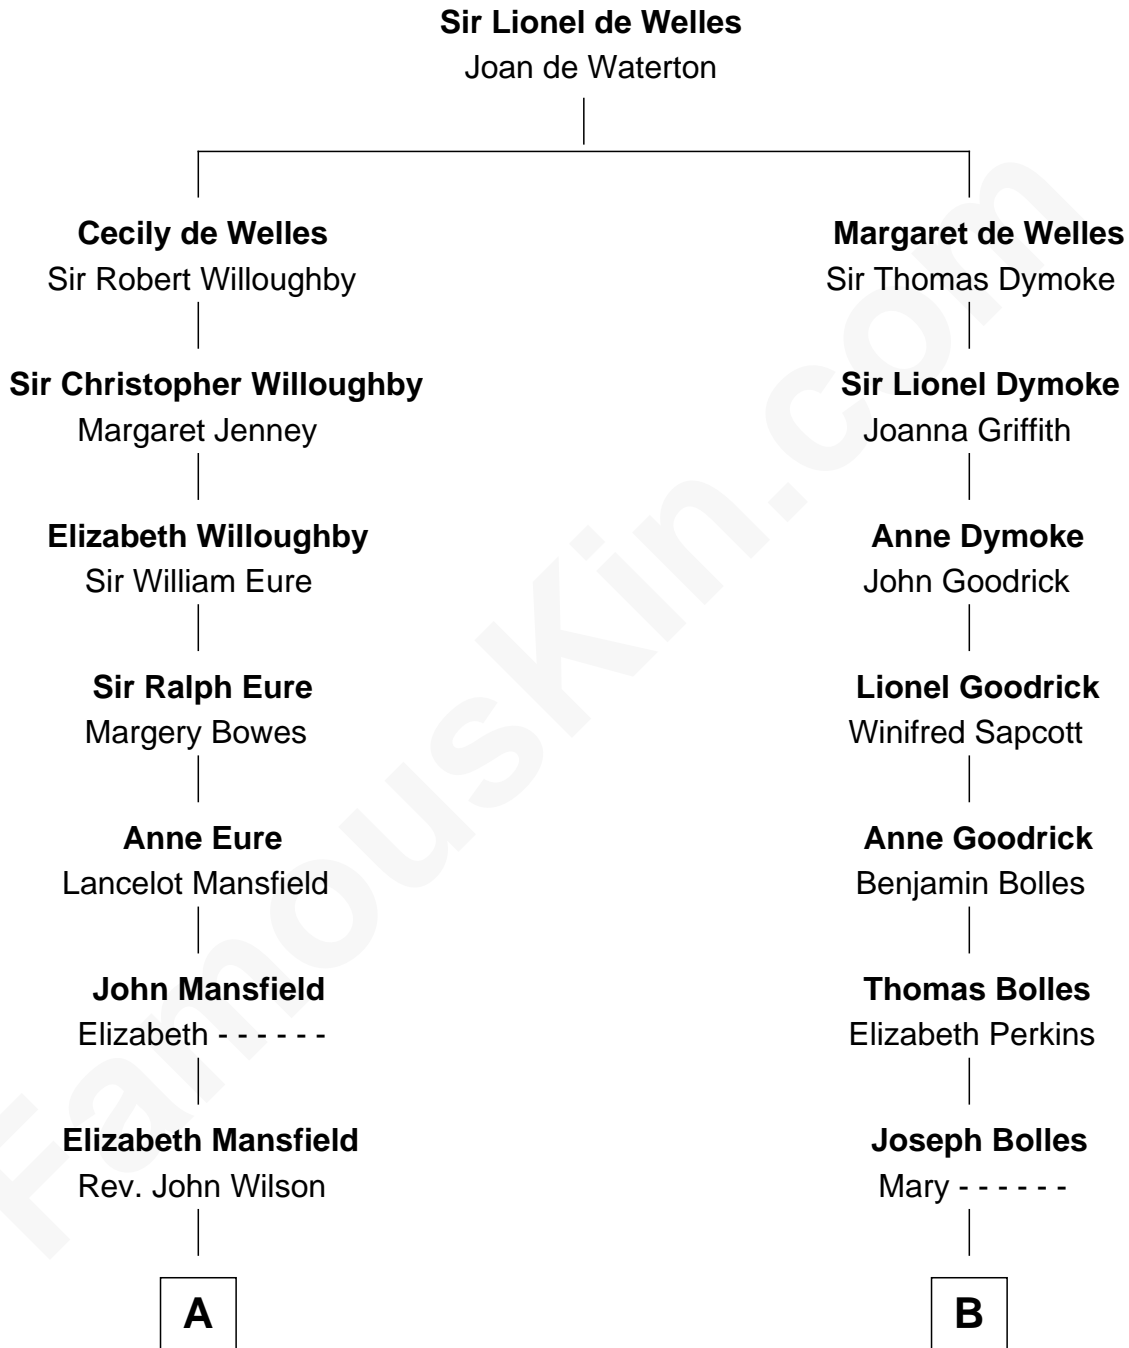 Sir Lionel de Welles
Joan de Waterton
Cecily de Welles
Sir Robert Willoughby
Margaret de Welles
Sir Thomas Dymoke
Sir Christopher Willoughby
Margaret Jenney
Sir Lionel Dymoke
Joanna Griffith
Elizabeth Willoughby
Sir William Eure
Anne Dymoke
John Goodrick
Sir Ralph Eure
Margery Bowes
Lionel Goodrick
Winifred Sapcott
Anne Eure
Lancelot Mansfield
Anne Goodrick
Benjamin Bolles
John Mansfield
Elizabeth - - - - - -
Thomas Bolles
Elizabeth Perkins
Elizabeth Mansfield
Rev. John Wilson
Joseph Bolles
Mary - - - - - -
A
B
FamousKin.com